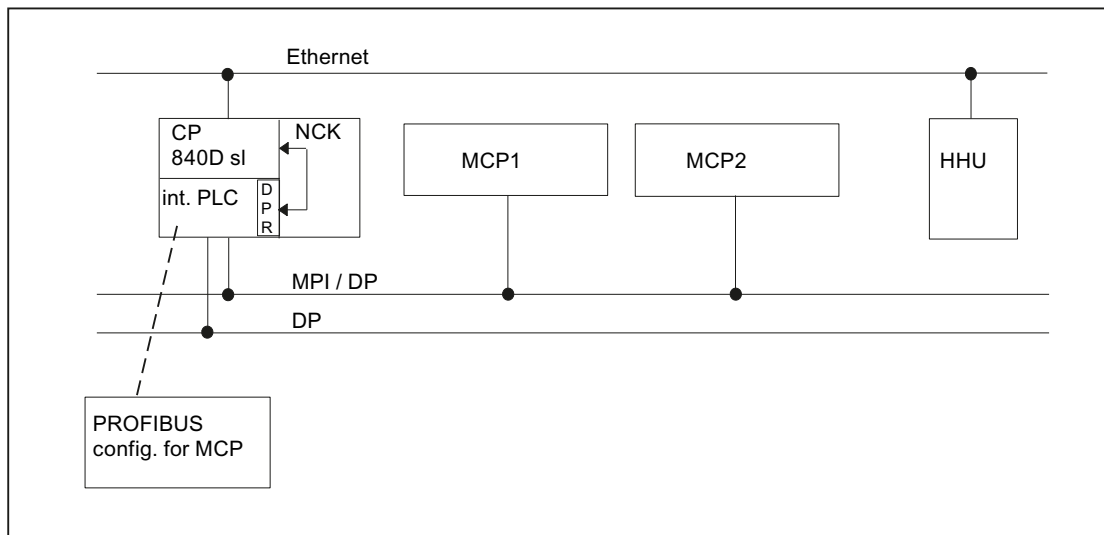 Ethernet
CP
840D sl
NCK
int. PLC
D
P
R
MCP1
MCP2
HHU
MPI / DP
DP
PROFIBUS
config. for MCP